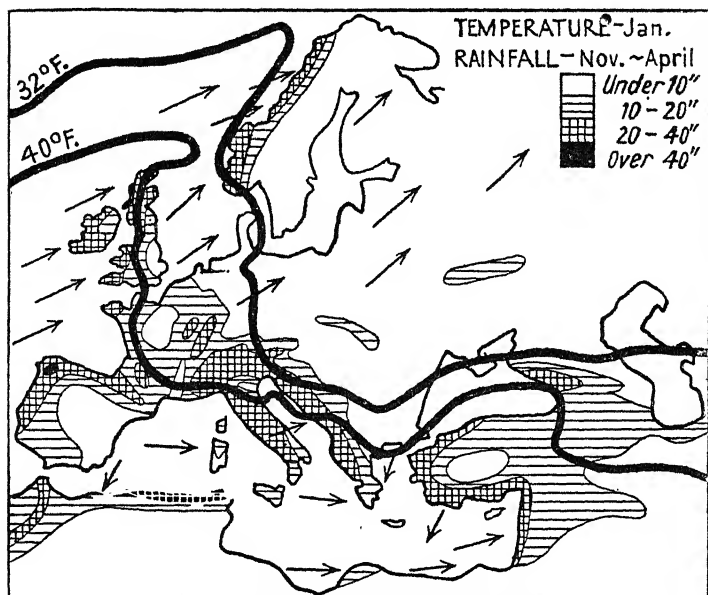 TEMPERATURE-Jan.
RAINFALL-Nov.~April
Under 10"
10-20"
20-40"
Over 40"
32°F.
40°F.